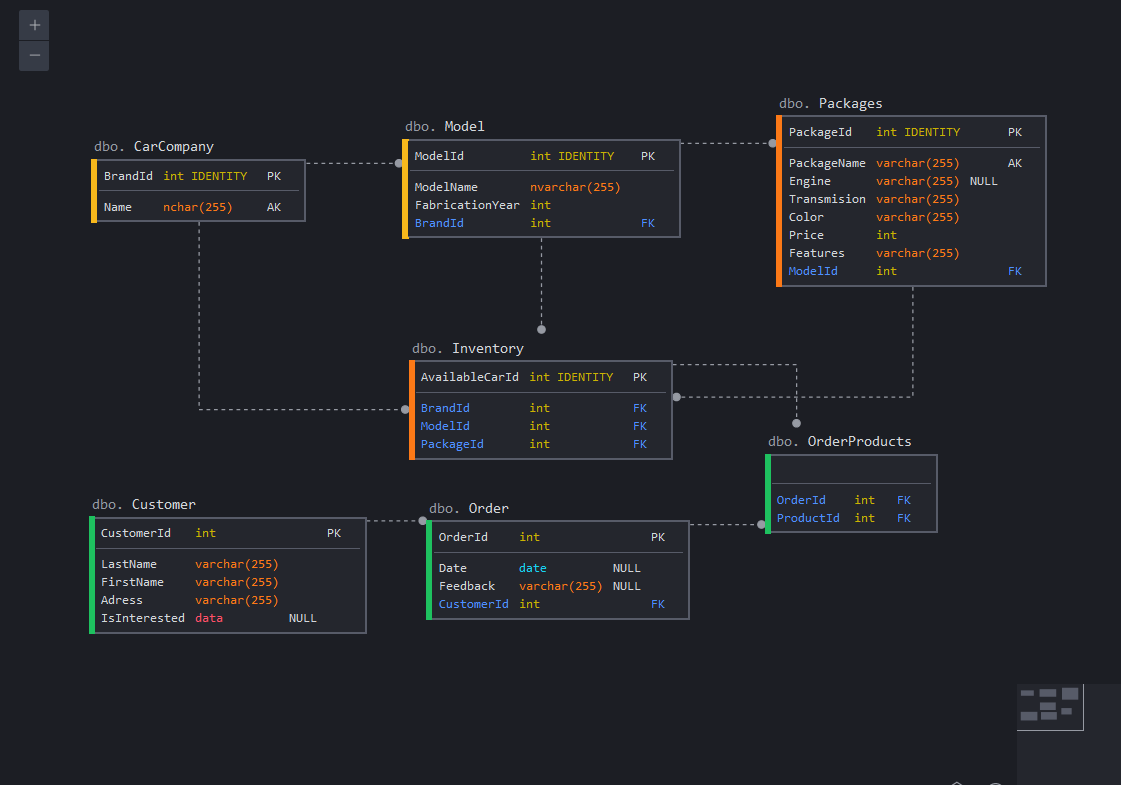 +
−
dbo. CarCompany
BrandId int IDENTITY PK
Name nchar(255) AK
dbo. Model
ModelId int IDENTITY PK
ModelName nvarchar(255)
FabricationYear int
BrandId int FK
dbo. Packages
PackageId int IDENTITY PK
PackageName varchar(255) AK
Engine varchar(255) NULL
Transmision varchar(255)
Color varchar(255)
Price int
Features varchar(255)
ModelId int FK
dbo. Inventory
AvailableCarId int IDENTITY PK
BrandId int FK
ModelId int FK
PackageId int FK
dbo. OrderProducts
OrderId int FK
ProductId int FK
dbo. Customer
CustomerId int PK
LastName varchar(255)
FirstName varchar(255)
Adress varchar(255)
IsInterested data NULL
dbo. Order
OrderId int PK
Date date NULL
Feedback varchar(255) NULL
CustomerId int FK